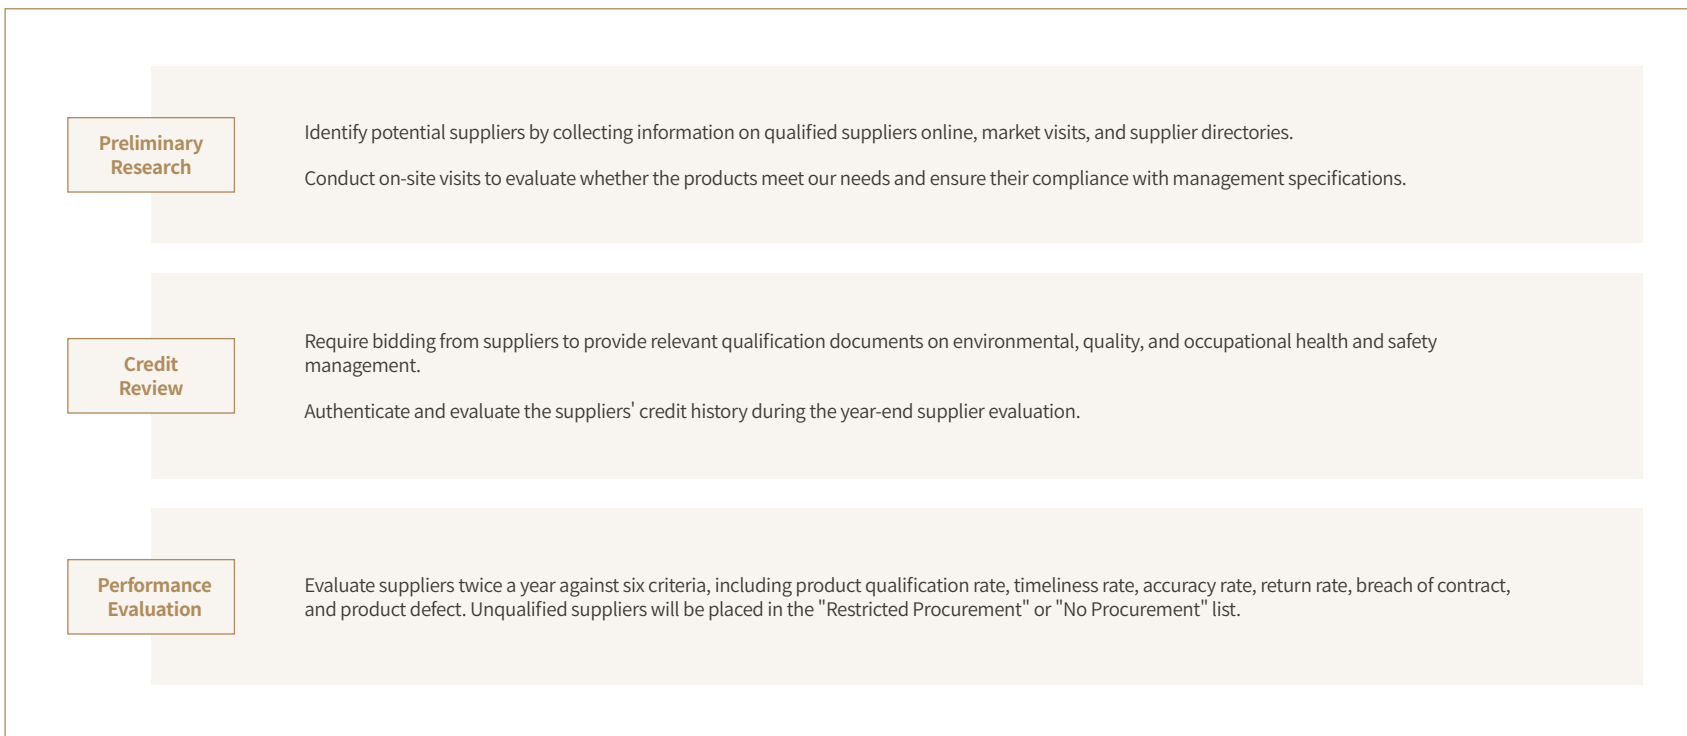 Preliminary
Research
Identify potential suppliers by collecting information on qualified suppliers online, market visits, and supplier directories.
Conduct on-site visits to evaluate whether the products meet our needs and ensure their compliance with management specifications.
Credit
Review
Require bidding from suppliers to provide relevant qualification documents on environmental, quality, and occupational health and safety
management.
Authenticate and evaluate the suppliers' credit history during the year-end supplier evaluation.
Performance
Evaluation
Evaluate suppliers twice a year against six criteria, including product qualification rate, timeliness rate, accuracy rate, return rate, breach of contract,
and product defect. Unqualified suppliers will be placed in the "Restricted Procurement" or "No Procurement" list.